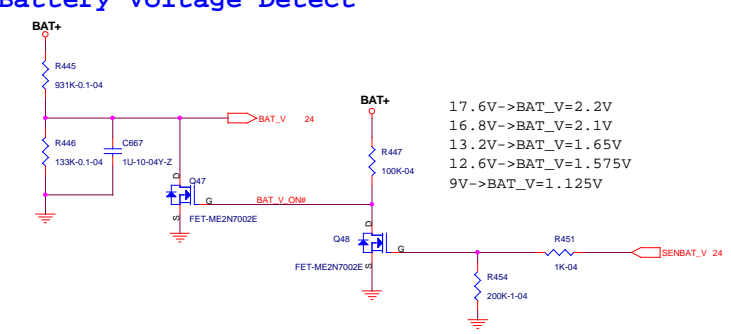 Battery Voltage Detect
BAT+
R445
931K-0.1-04
BAT_V 24
R446
133K-0.1-04
C667
1U-10-04Y-Z
BAT+
R447
100K-04
17.6V->BAT_V=2.2V
16.8V->BAT_V=2.1V
13.2V->BAT_V=1.65V
12.6V->BAT_V=1.575V
9V->BAT_V=1.125V
D
Q47
G
BAT_V_ON#
S
FET-ME2N7002E
D
Q48
G
FET-ME2N7002E
S
R451
1K-04
SENBAT_V 24
R454
200K-1-04